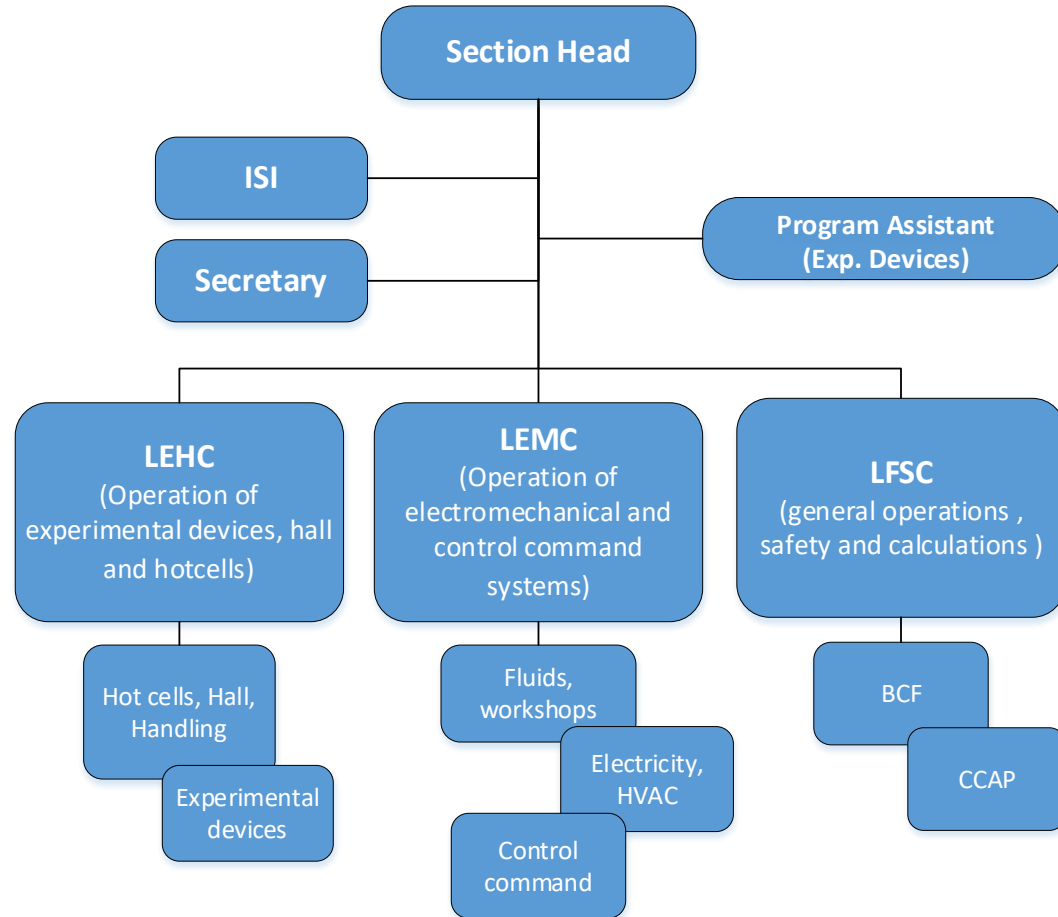 Section Head
ISI
Program Assistant
(Exp. Devices)
Secretary
LEHC
(Operation of
experimental devices, hall
and hotcells)
LEMC
(Operation of
electromechanical and
control command
systems)
LFSC
(general operations ,
safety and calculations )
Hot cells, Hall,
Handling
Experimental
devices
Fluids,
workshops
Electricity,
HVAC
Control
command
BCF
CCAP